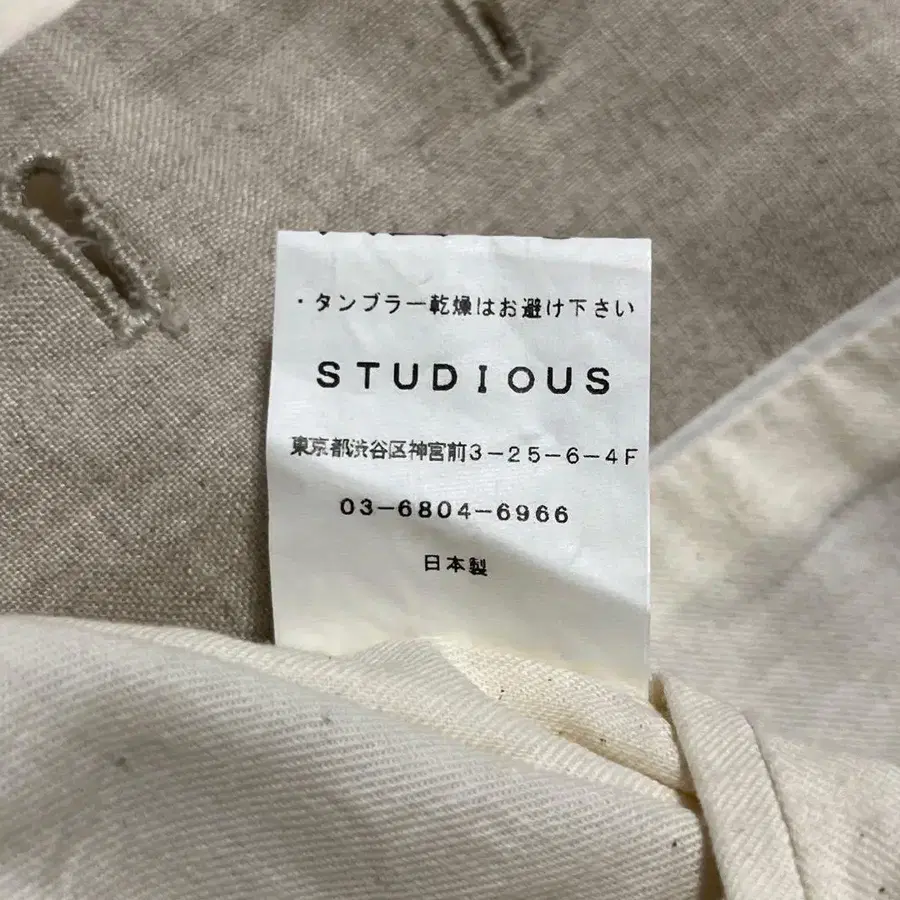 ・タンブラー乾燥はお避け下さい
STUDIOUS
東京都渋谷区神宮前3-25-6-4F
03-6804-6966
日本製